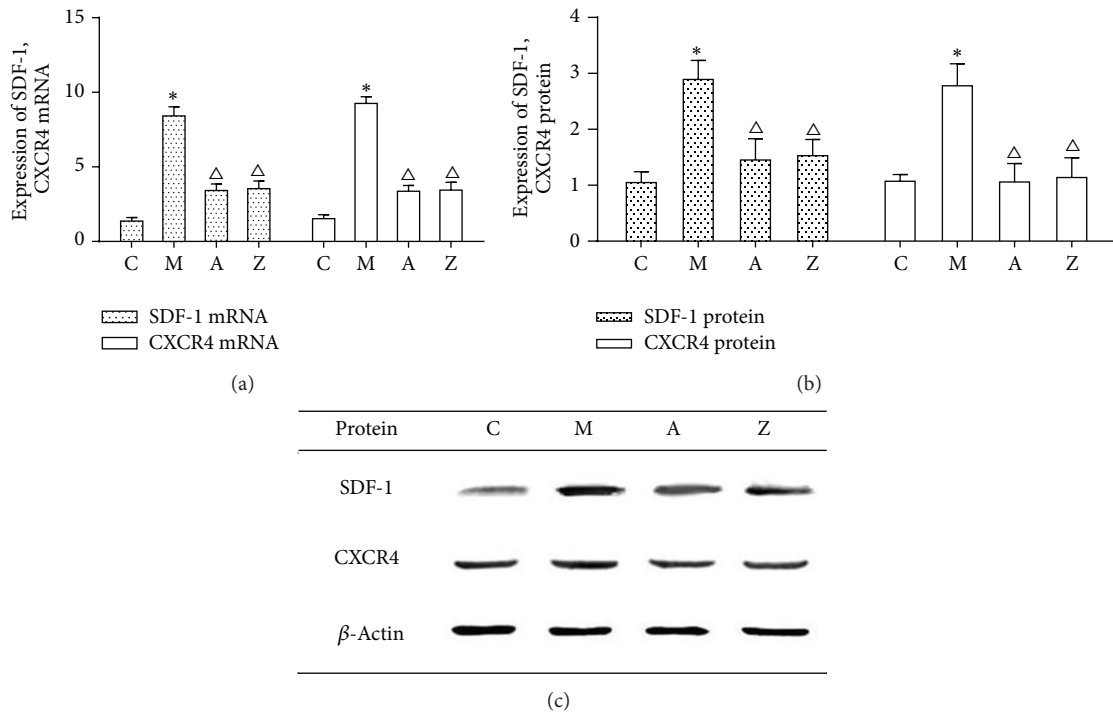 Expression of SDF-1,
CXCR4 mRNA
15
10
5
0
*
△
△
*
△
△
C M A Z C M A Z
SDF-1 mRNA
CXCR4 mRNA
(a)
Expression of SDF-1,
CXCR4 protein
4
3
2
1
0
*
△
△
*
△
△
C M A Z C M A Z
SDF-1 protein
CXCR4 protein
(b)
Protein C M A Z
SDF-1
CXCR4
β-Actin
(c)